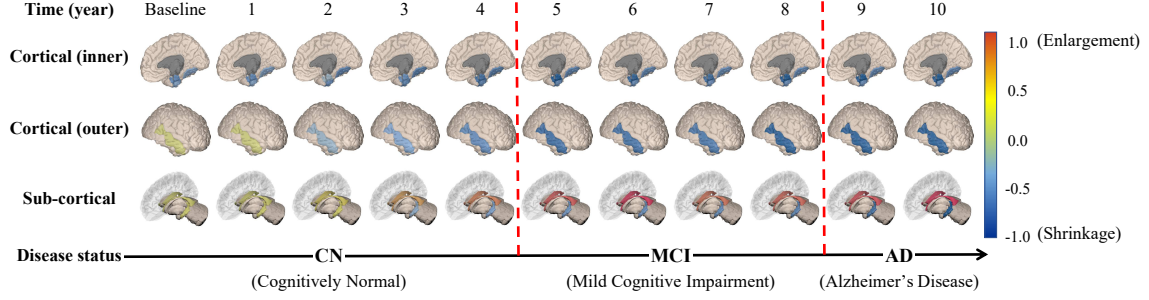 Time (year) Baseline 1 2 3 4 5 6 7 8 9 10
1.0 (Enlargement)
Cortical (inner)
0.5
Cortical (outer)
0.0
-0.5
Sub-cortical
-1.0 (Shrinkage)
Disease status CN MCI AD
(Cognitively Normal) (Mild Cognitive Impairment) (Alzheimer's Disease)